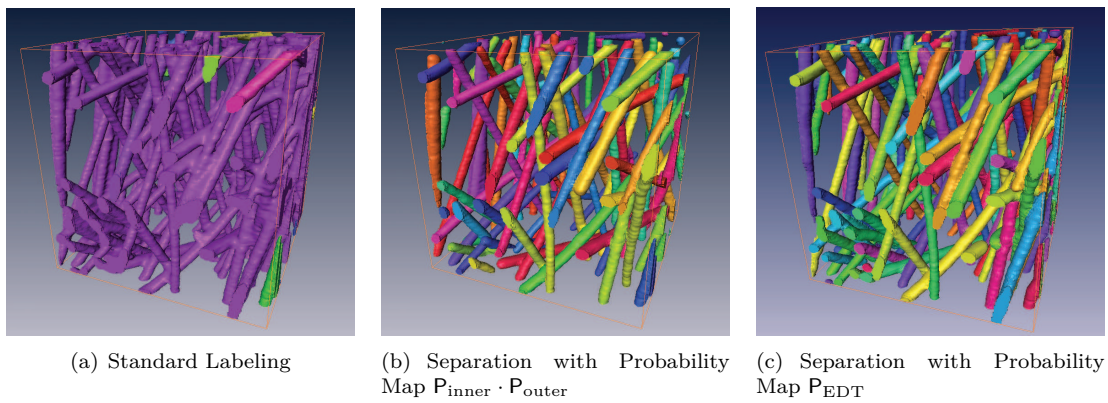 (a) Standard Labeling
(b) Separation with Probability
Map P_inner · P_outer
(c) Separation with Probability
Map P_EDT